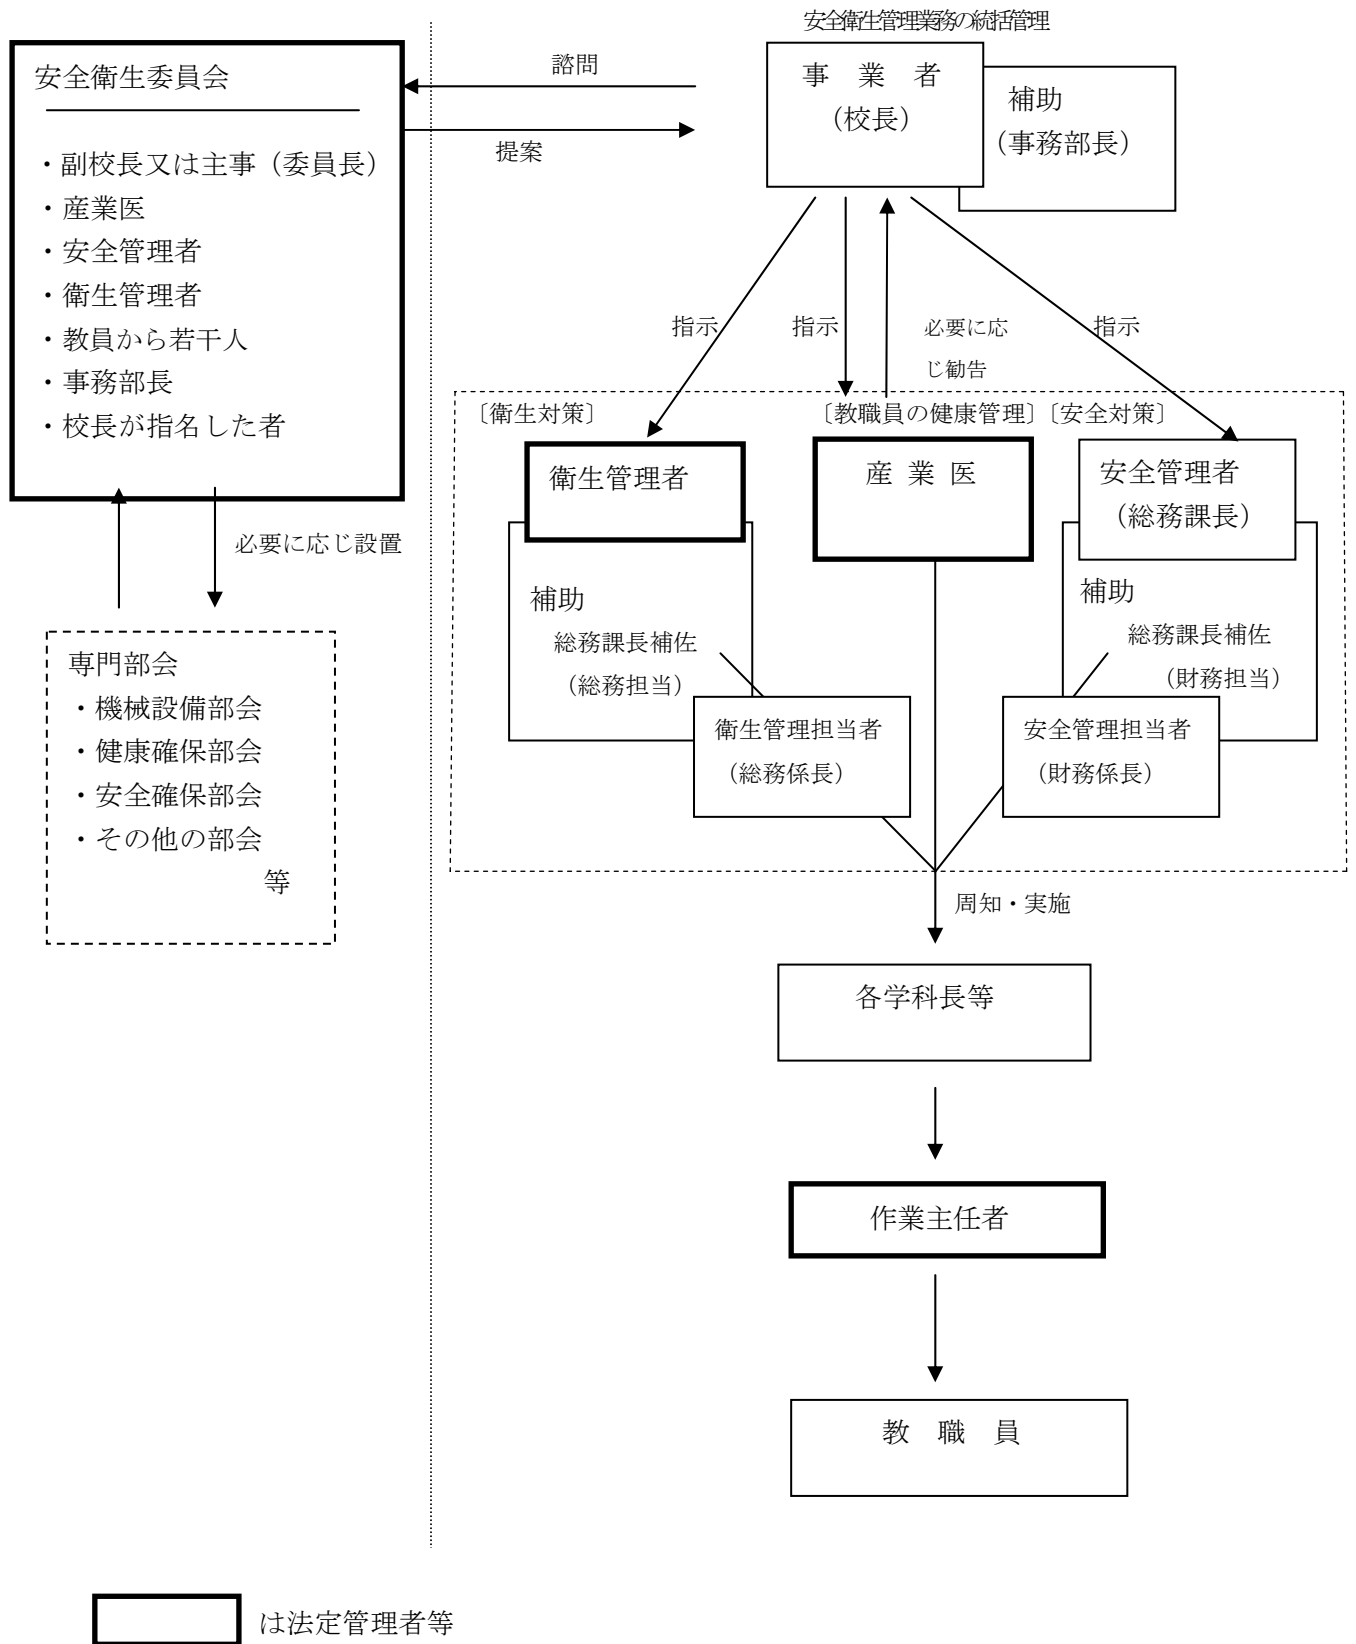 安全衛生管理業務の統括管理
安全衛生委員会
・副校長又は主事（委員長）
・産業医
・安全管理者
・衛生管理者
・教員から若干人
・事務部長
・校長が指名した者
諮問
提案
事　業　者
（校長）
補助
（事務部長）
指示
指示
必要に応
じ勧告
指示
必要に応じ設置
専門部会
・機械設備部会
・健康確保部会
・安全確保部会
・その他の部会
等
〔衛生対策〕
〔教職員の健康管理〕
〔安全対策〕
衛生管理者
補助
総務課長補佐
（総務担当）
衛生管理担当者
（総務係長）
産 業 医
安全管理者
（総務課長）
補助
総務課長補佐
（財務担当）
安全管理担当者
（財務係長）
周知・実施
各学科長等
作業主任者
教　職　員
は法定管理者等